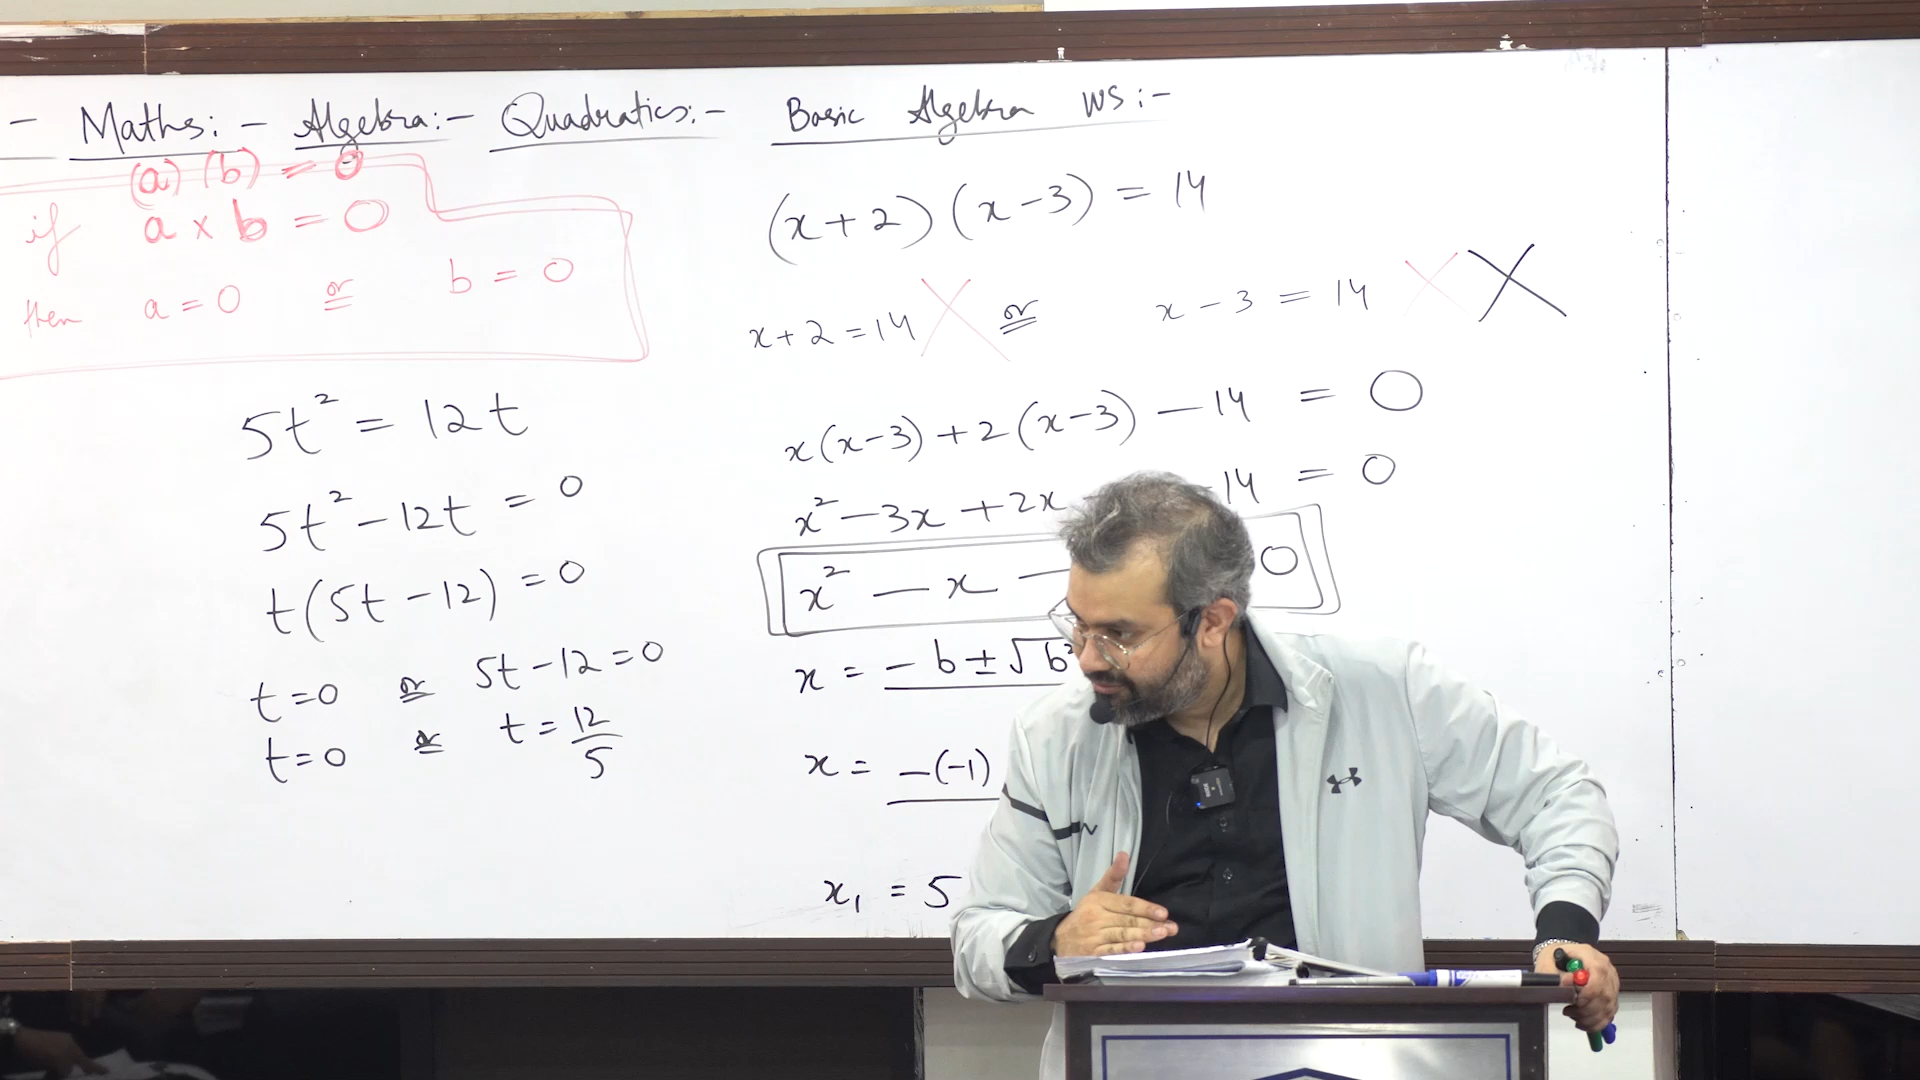 - Maths:- Algebra:- Quadratics:- Basic Algebra WS:-
(a) (b) = 0
if a × b = 0
then a = 0 or b = 0
5t² = 12t
5t² - 12t = 0
t(5t - 12) = 0
t = 0 or 5t - 12 = 0
t = 0 or t = 12/5
(x + 2) (x - 3) = 14
x + 2 = 14 or x - 3 = 14
x(x-3) + 2(x-3) - 14 = 0
x² - 3x + 2x -14 = 0
x² - x - 0
x = - b ± √b²
x = -(-1)
x₁ = 5